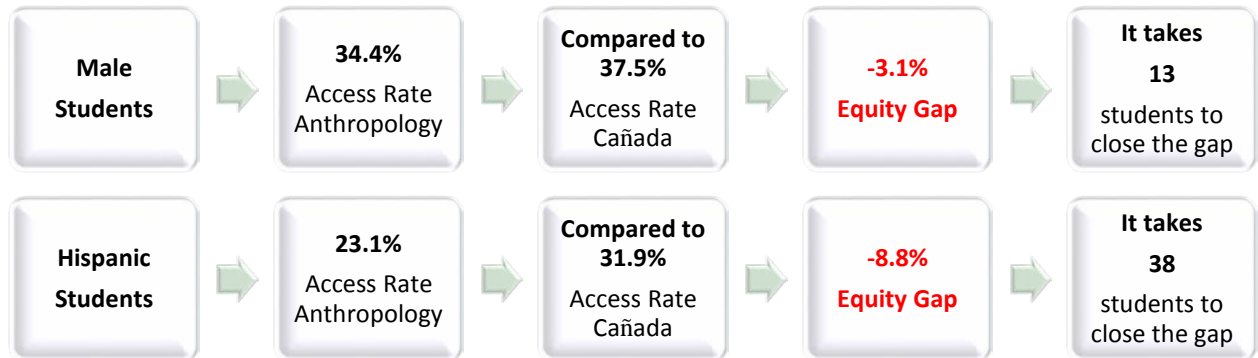 Male
Students
34.4%
Access Rate
Anthropology
Compared to
37.5%
Access Rate
Cañada
-3.1%
Equity Gap
It takes
13
students to
close the gap
Hispanic
Students
23.1%
Access Rate
Anthropology
Compared to
31.9%
Access Rate
Cañada
-8.8%
Equity Gap
It takes
38
students to
close the gap